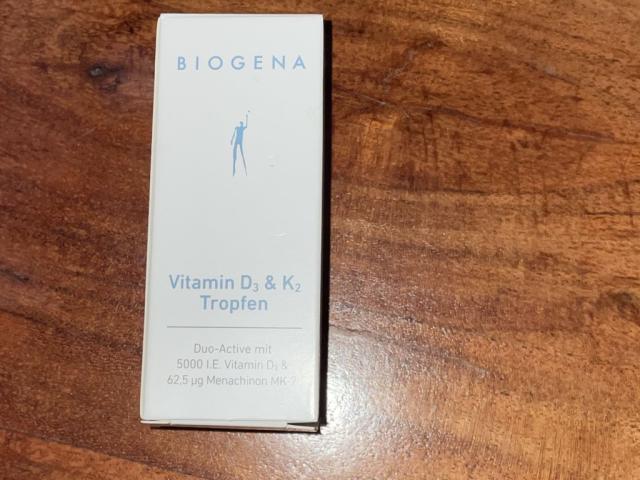 BIOGENA
Vitamin D₃ & K₂
Tropfen
Duo-Active mit
5000 I.E. Vitamin D₃ &
62,5 µg Menachinon MK-7